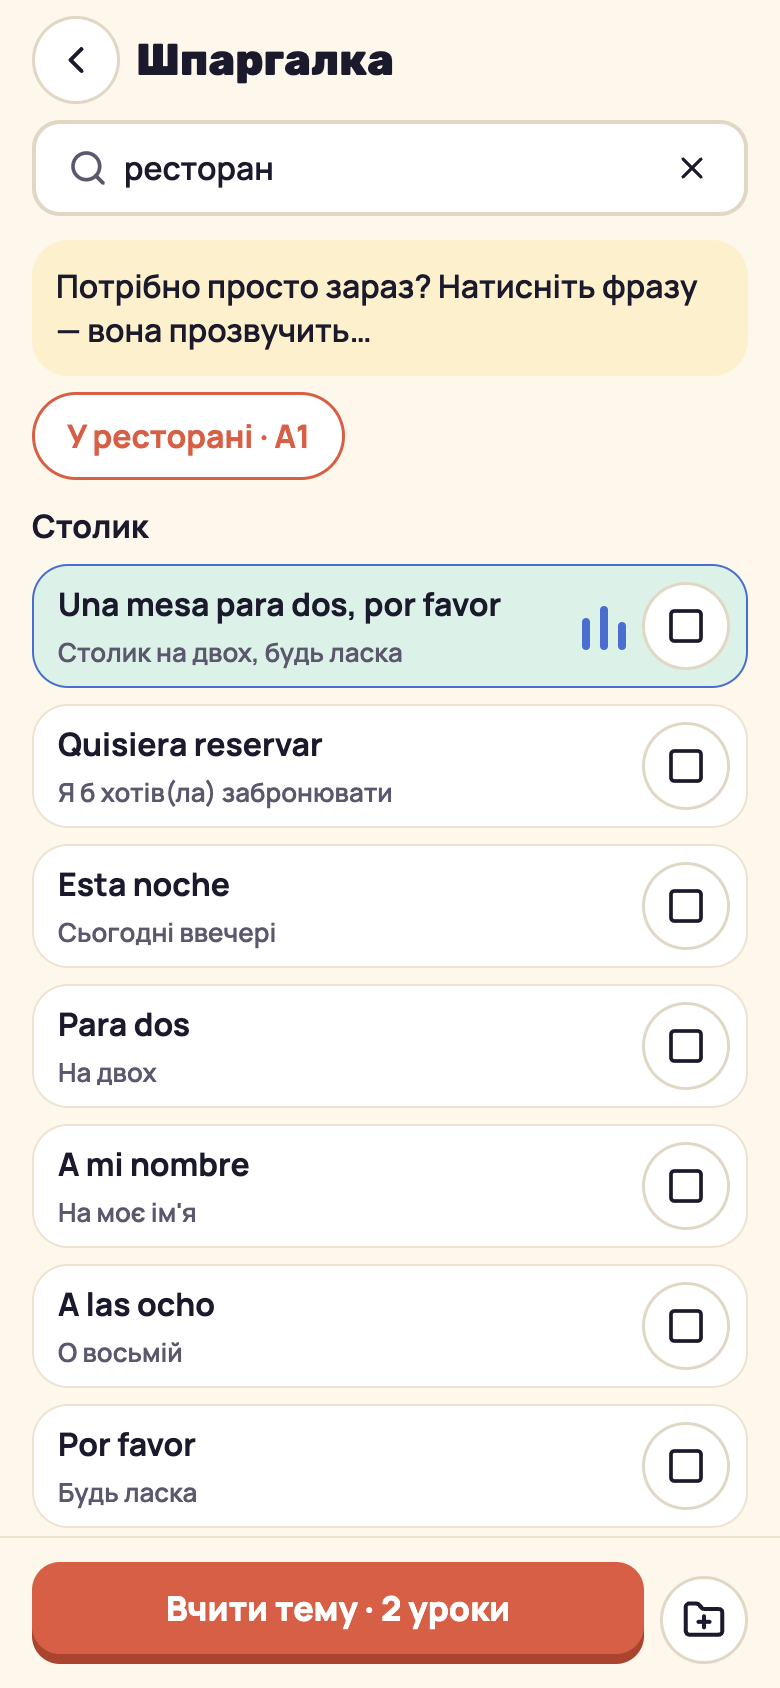 Шпаргалка
ресторан
Потрібно просто зараз? Натисніть фразу
— вона прозвучить...
У ресторані · A1
Столик
Una mesa para dos, por favor
Столик на двох, будь ласка
Quisiera reservar
Я б хотів(ла) забронювати
Esta noche
Сьогодні ввечері
Para dos
На двох
A mi nombre
На моє ім'я
A las ocho
О восьмій
Por favor
Будь ласка
Вчити тему · 2 уроки